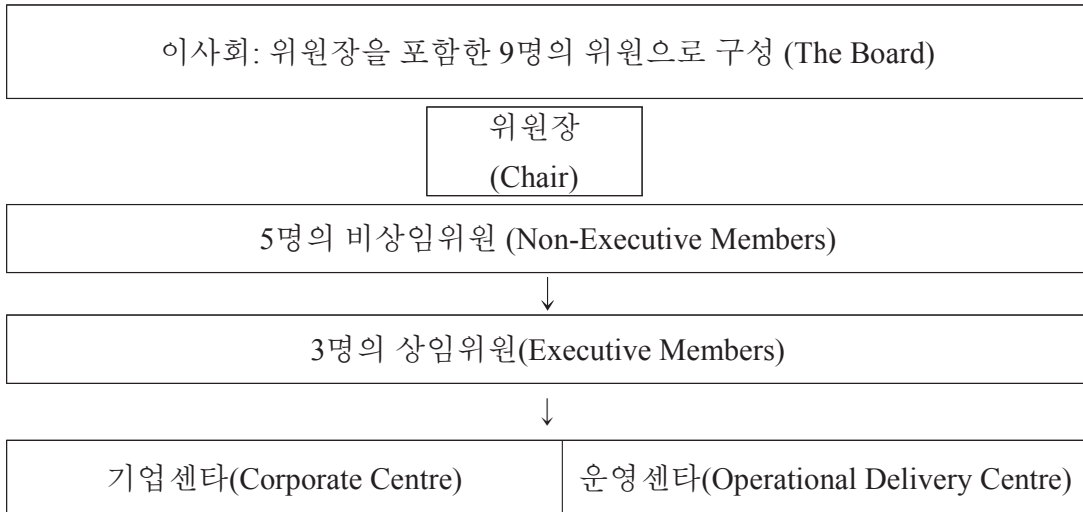 이사회: 위원장을 포함한 9명의 위원으로 구성 (The Board)
위원장
(Chair)
5명의 비상임위원 (Non-Executive Members)
↓
3명의 상임위원(Executive Members)
↓
기업센타(Corporate Centre)
운영센타(Operational Delivery Centre)